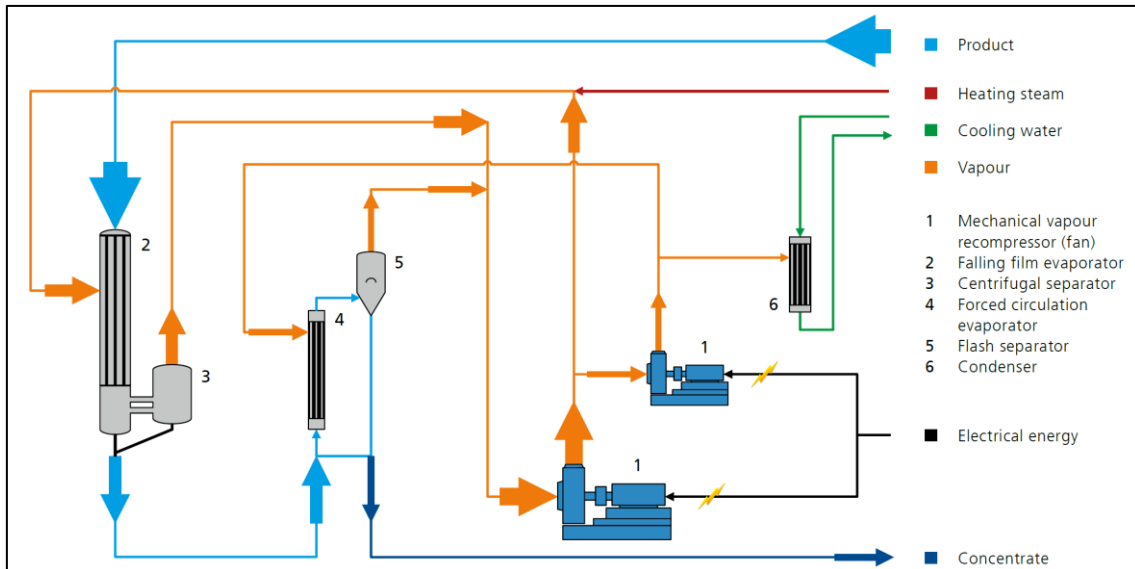 Product
Heating steam
Cooling water
Vapour
1 Mechanical vapour
recompressor (fan)
2 Falling film evaporator
3 Centrifugal separator
4 Forced circulation
evaporator
5 Flash separator
6 Condenser
Electrical energy
Concentrate
2
3
4
5
6
1
1